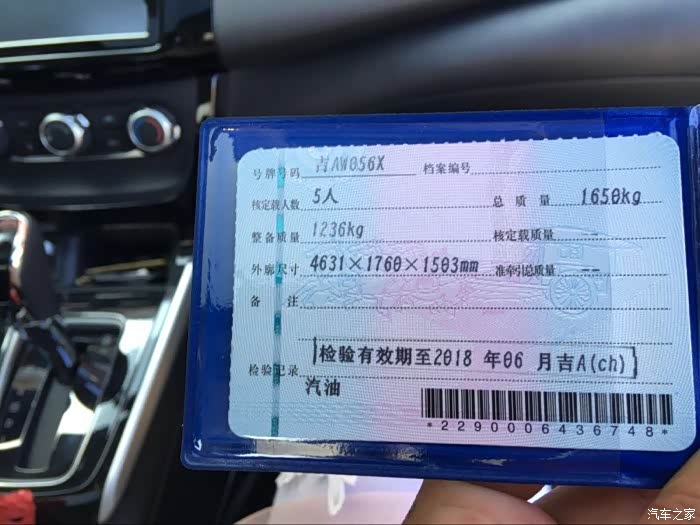 号牌号码 吉AW056X 档案编号
核定载人数 5人 总质量 1650kg
整备质量 1236kg 核定载质量 --
外廓尺寸 4631×1760×1503mm 准牵引总质量 --
备注
检验记录 检验有效期至2018 年06 月吉A(ch)
汽油
*2290006436748*
汽车之家